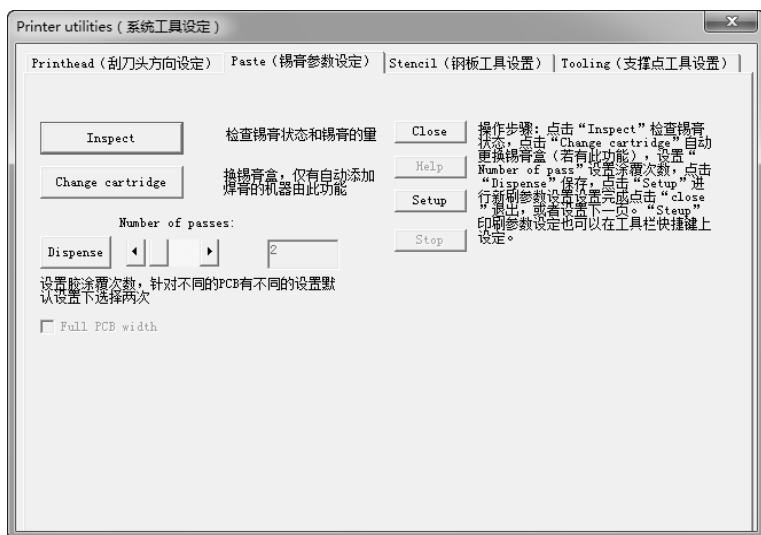 Printer utilities（系统工具设定）
Printhead（刮刀头方向设定） Paste（锡膏参数设定） Stencil（钢板工具设置） Tooling（支撑点工具设置）
Inspect
检查锡膏状态和锡膏的量
Change cartridge
换锡膏盒，仅有自动添加
焊膏的机器由此功能
Number of passes:
Dispense
2
设置胶涂覆次数，针对不同的PCB有不同的设置默
认设置下选择两次
Full PCB width
Close
Help
Setup
Stop
操作步骤：点击“Inspect”检查锡膏
状态，点击“Change cartridge”自动
更换锡膏盒（若有此功能），设置“
Number of pass”设置涂覆次数，点击
“Dispense”保存，点击“Setup”进
行新刷参数设置设置完成点击“close
”退出，或者设置下一页。“Steup”
印刷参数设定也可以在工具栏快捷键上
设定。